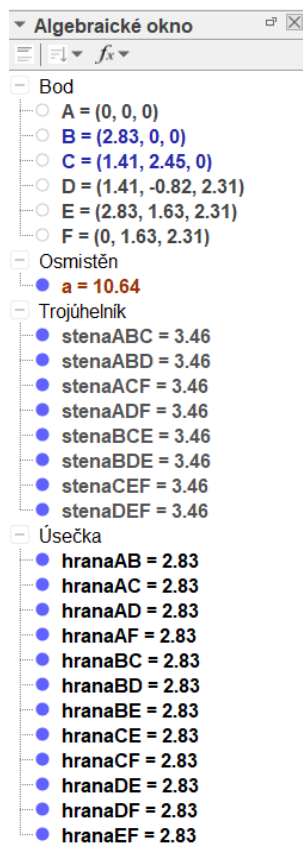 Algebraické okno
fx
Bod
A = (0, 0, 0)
B = (2.83, 0, 0)
C = (1.41, 2.45, 0)
D = (1.41, -0.82, 2.31)
E = (2.83, 1.63, 2.31)
F = (0, 1.63, 2.31)
Osmistěn
a = 10.64
Trojúhelník
stenaABC = 3.46
stenaABD = 3.46
stenaACF = 3.46
stenaADF = 3.46
stenaBCE = 3.46
stenaBDE = 3.46
stenaCEF = 3.46
stenaDEF = 3.46
Úsečka
hranaAB = 2.83
hranaAC = 2.83
hranaAD = 2.83
hranaAF = 2.83
hranaBC = 2.83
hranaBD = 2.83
hranaBE = 2.83
hranaCE = 2.83
hranaCF = 2.83
hranaDE = 2.83
hranaDF = 2.83
hranaEF = 2.83